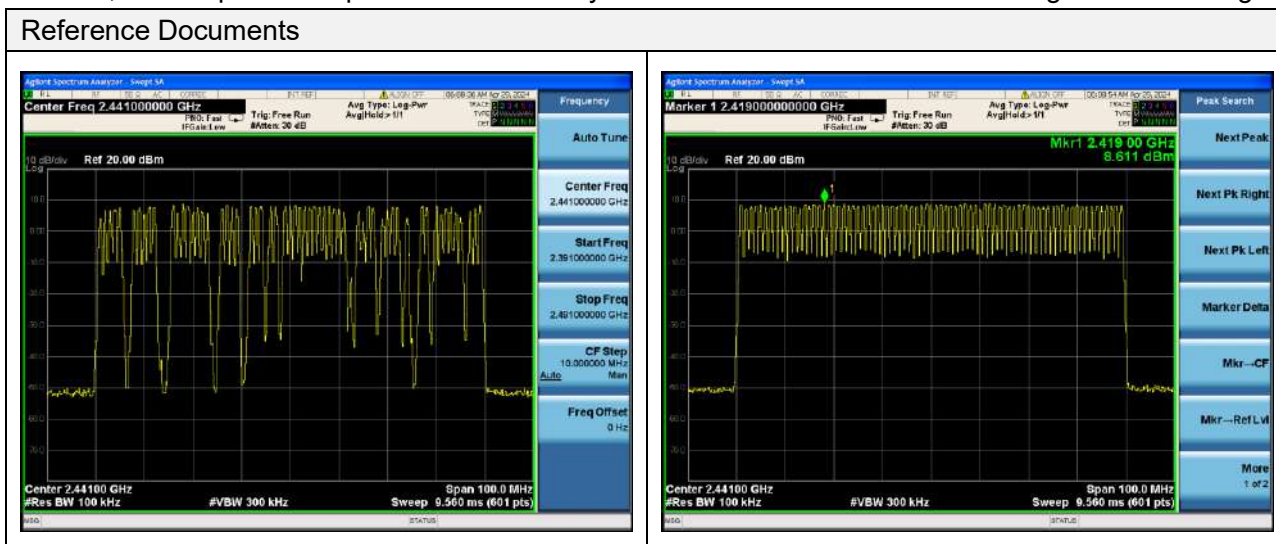 Reference Documents
Agilent Spectrum Analyzer - Swept SA
Center Freq 2.441000000 GHz
PNO: Fast
IFGain:Low
Trig: Free Run
#Atten: 30 dB
Avg Type: Log-Pwr
Avg|Hold:> 1/1
10 dB/div
Log
Ref 20.00 dBm
Center 2.44100 GHz
#Res BW 100 kHz
#VBW 300 kHz
Span 100.0 MHz
Sweep 9.560 ms (601 pts)
MSG
STATUS
Frequency
Auto Tune
Center Freq
2.441000000 GHz
Start Freq
2.391000000 GHz
Stop Freq
2.491000000 GHz
CF Step
10.000000 MHz
Auto Man
Freq Offset
0 Hz
Agilent Spectrum Analyzer - Swept SA
Marker 1 2.419000000000 GHz
PNO: Fast
IFGain:Low
Trig: Free Run
#Atten: 30 dB
Avg Type: Log-Pwr
Avg|Hold:> 1/1
Mkr1 2.419 00 GHz
8.611 dBm
10 dB/div
Log
Ref 20.00 dBm
1
Center 2.44100 GHz
#Res BW 100 kHz
#VBW 300 kHz
Span 100.0 MHz
Sweep 9.560 ms (601 pts)
MSG
STATUS
Peak Search
Next Peak
Next Pk Right
Next Pk Left
Marker Delta
Mkr→CF
Mkr→Ref Lvl
More
1 of 2